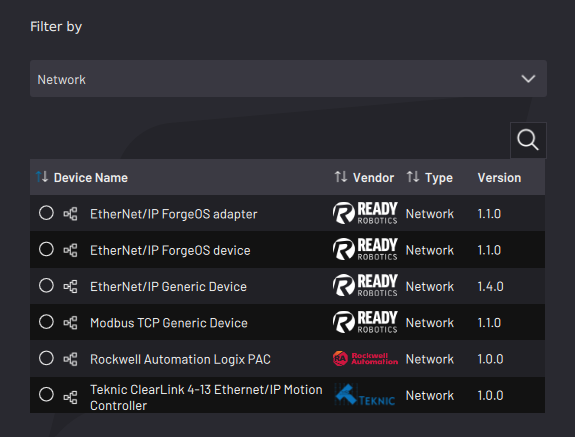 Filter by
Network
Device Name Vendor Type Version
EtherNet/IP ForgeOS adapter READY ROBOTICS Network 1.1.0
EtherNet/IP ForgeOS device READY ROBOTICS Network 1.1.0
EtherNet/IP Generic Device READY ROBOTICS Network 1.4.0
Modbus TCP Generic Device READY ROBOTICS Network 1.1.0
Rockwell Automation Logix PAC Rockwell Automation Network 1.0.0
Teknic ClearLink 4-13 Ethernet/IP Motion
Controller TEKNIC Network 1.0.0